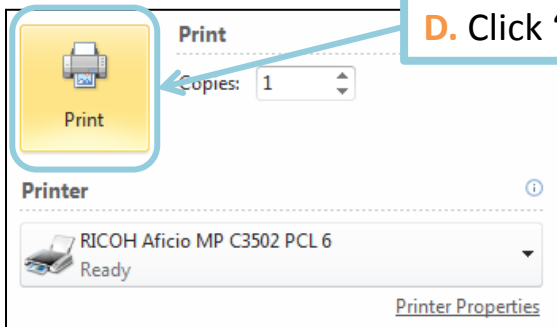 Print
D. Click “
Copies: 1
Print
Printer
RICOH Aficio MP C3502 PCL 6
Ready
Printer Properties